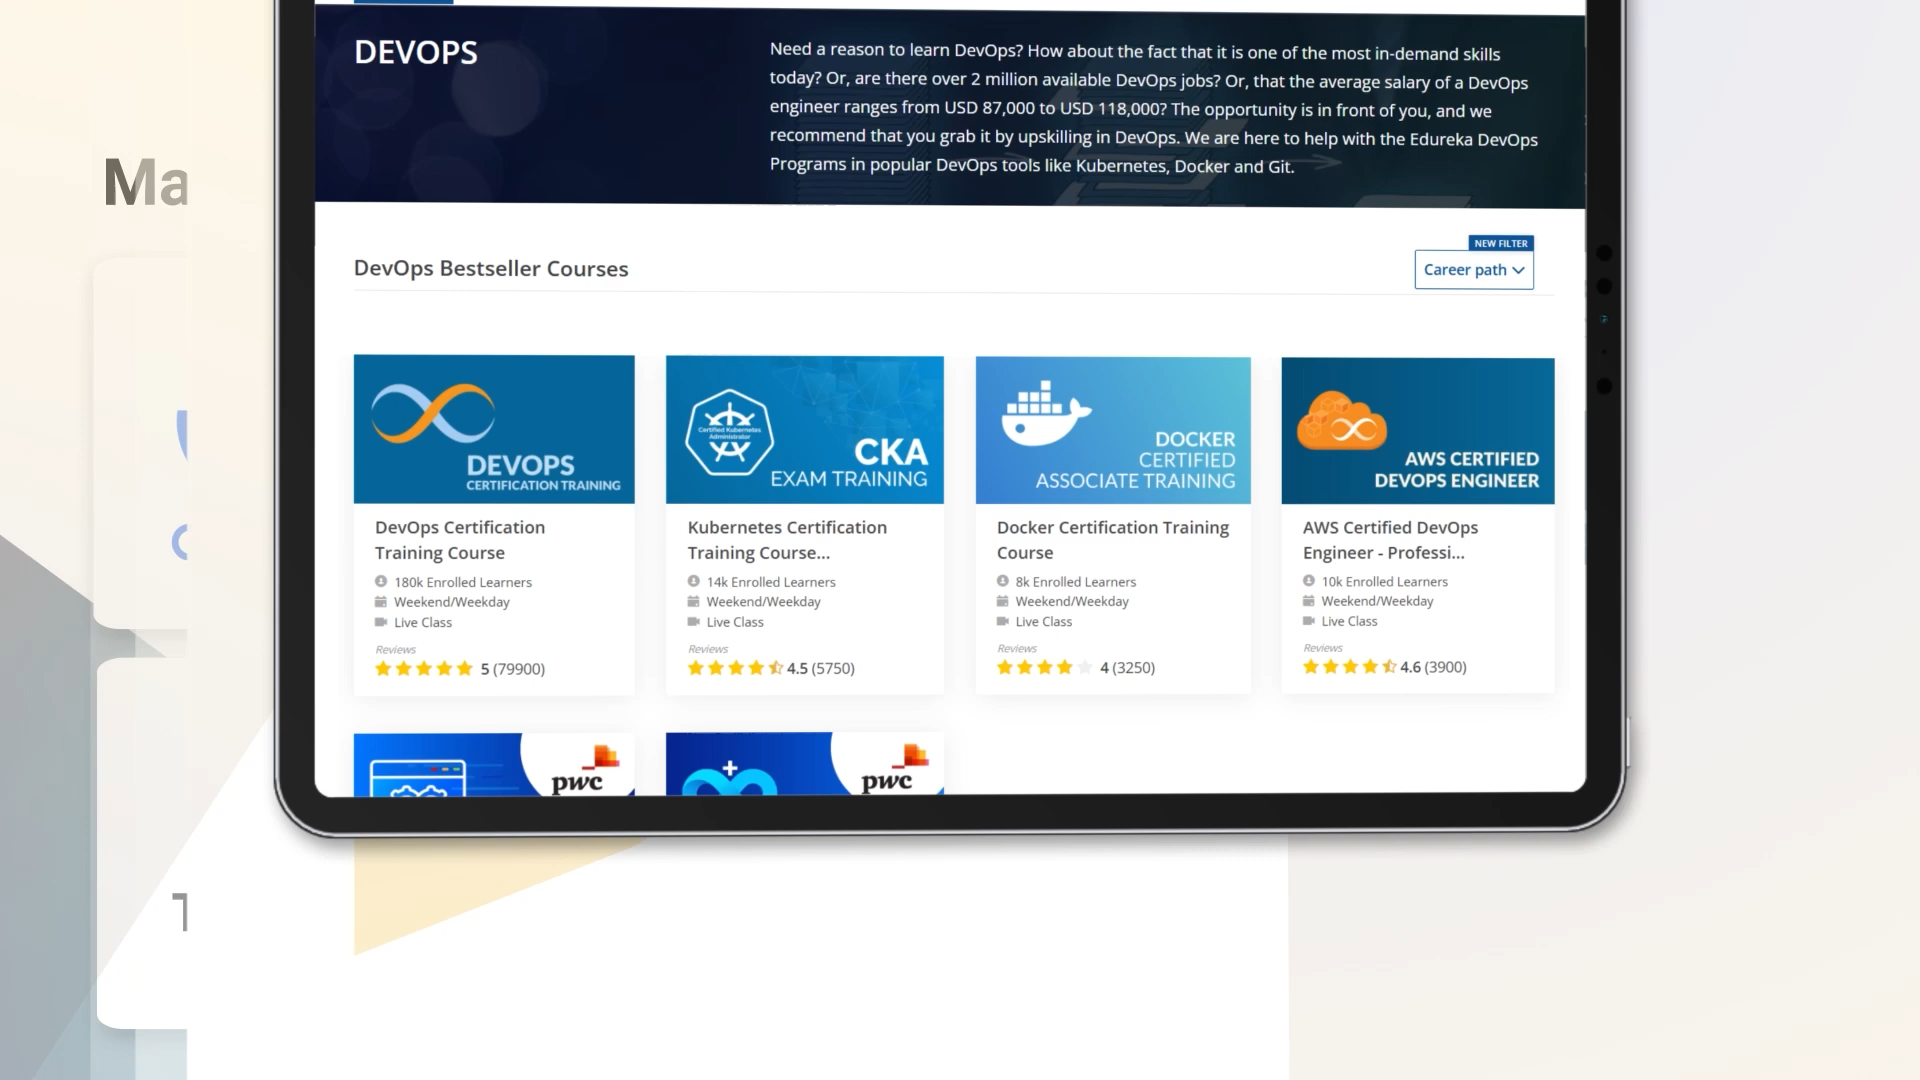 Ma
DEVOPS
Need a reason to learn DevOps? How about the fact that it is one of the most in-demand skills
today? Or, are there over 2 million available DevOps jobs? Or, that the average salary of a DevOps
engineer ranges from USD 87,000 to USD 118,000? The opportunity is in front of you, and we
recommend that you grab it by upskilling in DevOps. We are here to help with the Edureka DevOps
Programs in popular DevOps tools like Kubernetes, Docker and Git.
DevOps Bestseller Courses
NEW FILTER
Career path
DEVOPS
CERTIFICATION TRAINING
DevOps Certification
Training Course
180k Enrolled Learners
Weekend/Weekday
Live Class
Reviews
5 (79900)
Certified Kubernetes
Administrator
CKA
EXAM TRAINING
Kubernetes Certification
Training Course...
14k Enrolled Learners
Weekend/Weekday
Live Class
Reviews
4.5 (5750)
DOCKER
CERTIFIED
ASSOCIATE TRAINING
Docker Certification Training
Course
8k Enrolled Learners
Weekend/Weekday
Live Class
Reviews
4 (3250)
AWS CERTIFIED
DEVOPS ENGINEER
AWS Certified DevOps
Engineer - Professi...
10k Enrolled Learners
Weekend/Weekday
Live Class
Reviews
4.6 (3900)
pwc
pwc